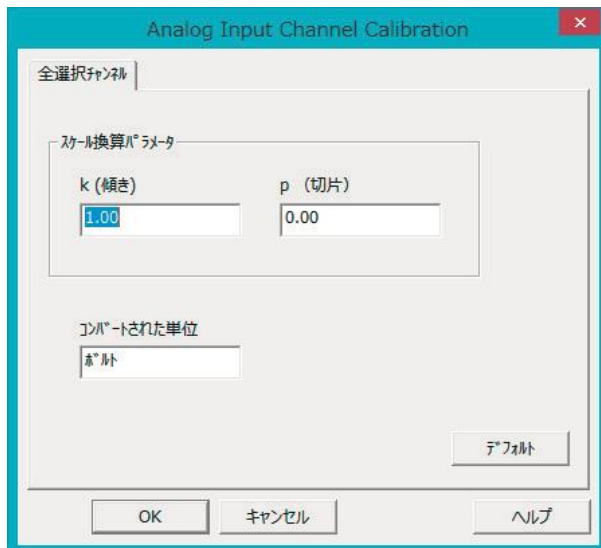 Analog Input Channel Calibration
全選択ﾁｬﾝﾈﾙ
ｽｹｰﾙ換算ﾊﾟﾗﾒｰﾀ
k (傾き) p （切片）
1.00 0.00
ｺﾝﾊﾞｰﾄされた単位
ﾎﾞﾙﾄ
ﾃﾞﾌｫﾙﾄ
OK キャンセル ヘルプ